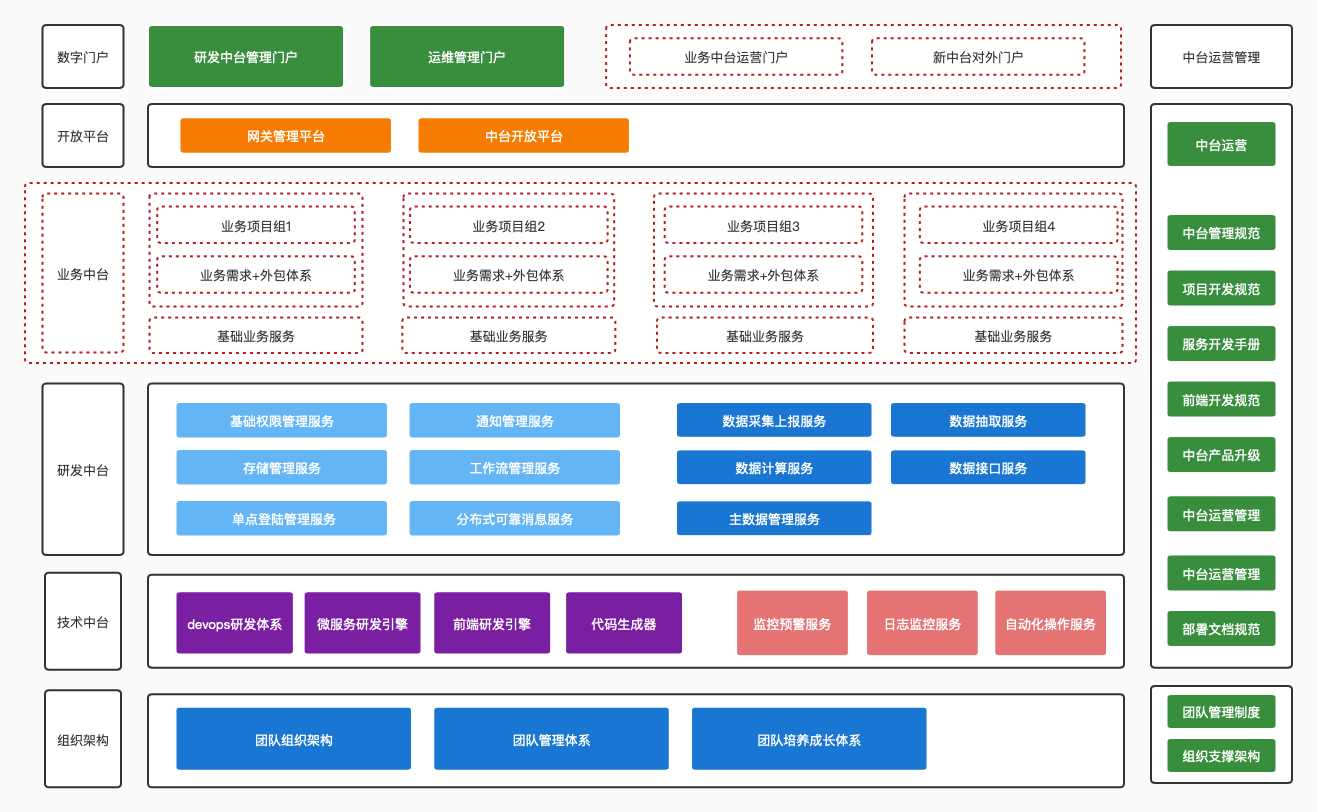 数字门户
研发中台管理门户
运维管理门户
业务中台运营门户
新中台对外门户
中台运营管理
开放平台
网关管理平台
中台开放平台
业务中台
业务项目组1
业务项目组2
业务项目组3
业务项目组4
业务需求+外包体系
业务需求+外包体系
业务需求+外包体系
业务需求+外包体系
基础业务服务
基础业务服务
基础业务服务
基础业务服务
研发中台
基础权限管理服务
通知管理服务
数据采集上报服务
数据抽取服务
存储管理服务
工作流管理服务
数据计算服务
数据接口服务
单点登陆管理服务
分布式可靠消息服务
主数据管理服务
技术中台
devops研发体系
微服务研发引擎
前端研发引擎
代码生成器
监控预警服务
日志监控服务
自动化操作服务
组织架构
团队组织架构
团队管理体系
团队培养成长体系
中台运营
中台管理规范
项目开发规范
服务开发手册
前端开发规范
中台产品升级
中台运营管理
中台运营管理
部署文档规范
团队管理制度
组织支撑架构